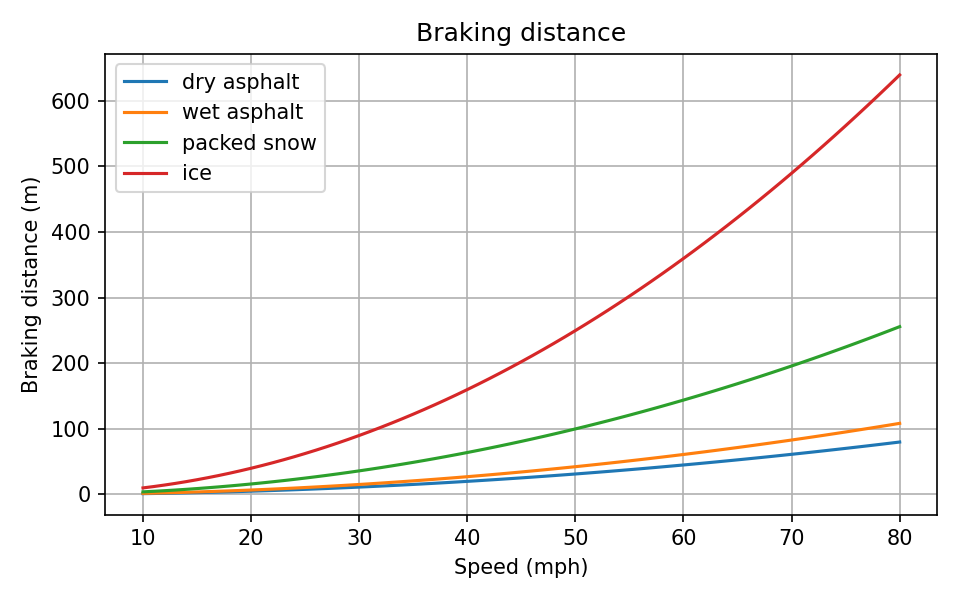 Braking distance
dry asphalt
wet asphalt
packed snow
ice
Braking distance (m)
600
500
400
300
200
100
0
10 20 30 40 50 60 70 80
Speed (mph)